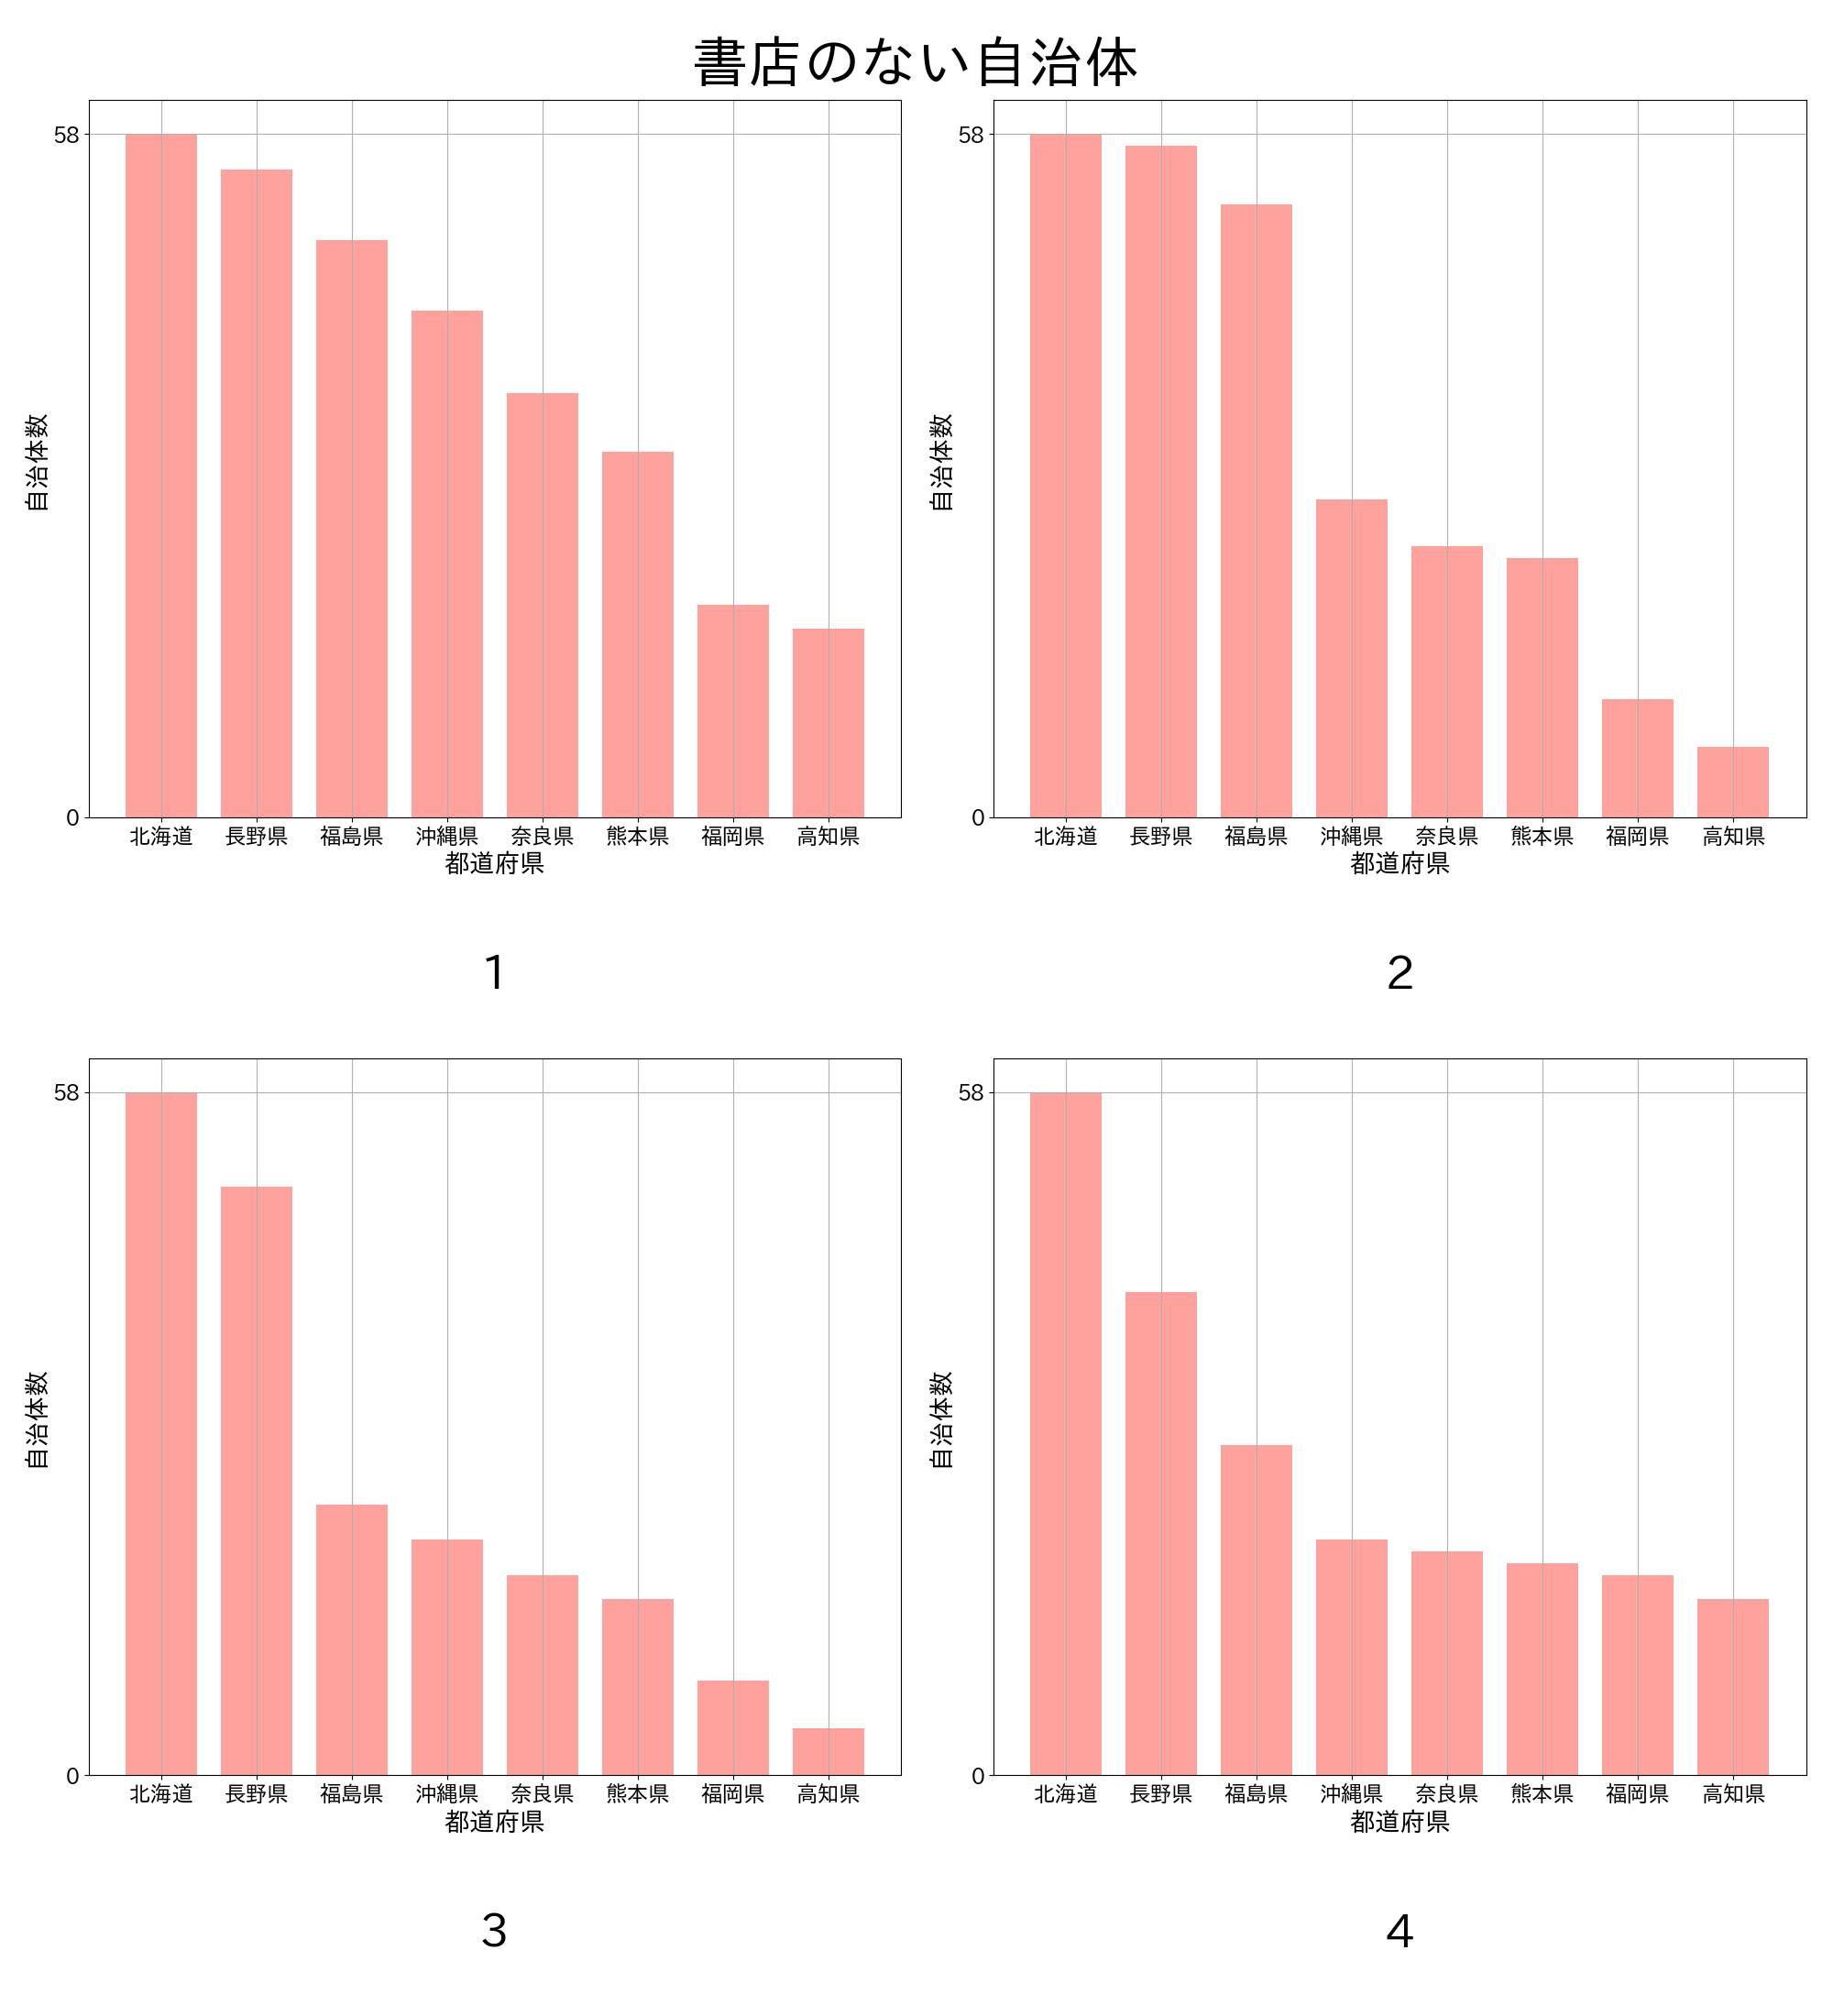 書店のない自治体
58
0
自治体数
北海道 長野県 福島県 沖縄県 奈良県 熊本県 福岡県 高知県
都道府県
1
58
0
自治体数
北海道 長野県 福島県 沖縄県 奈良県 熊本県 福岡県 高知県
都道府県
2
58
0
自治体数
北海道 長野県 福島県 沖縄県 奈良県 熊本県 福岡県 高知県
都道府県
3
58
0
自治体数
北海道 長野県 福島県 沖縄県 奈良県 熊本県 福岡県 高知県
都道府県
4